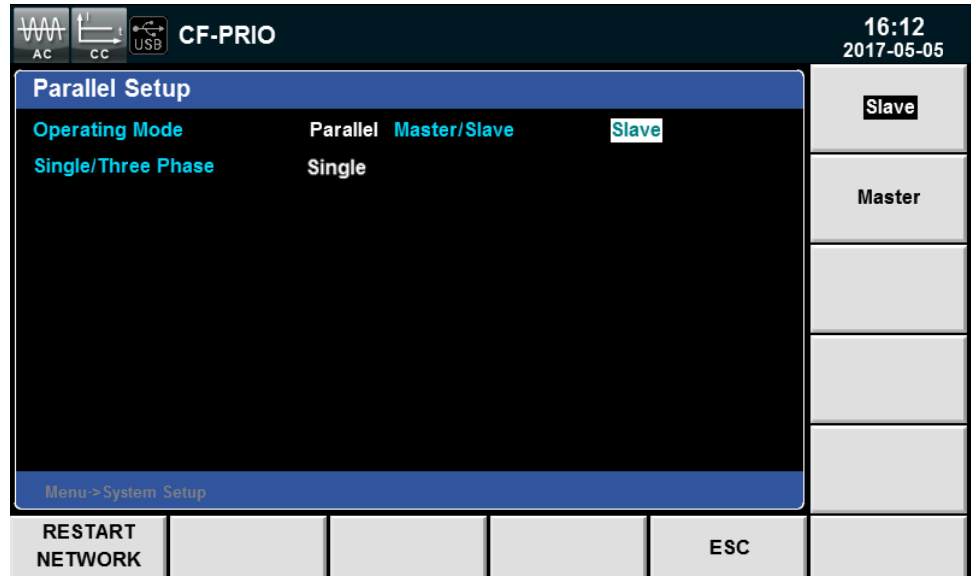 AC CC USB CF-PRIO 16:12
2017-05-05
Parallel Setup
Operating Mode Parallel Master/Slave Slave
Single/Three Phase Single
Menu->System Setup
Slave
Master
RESTART
NETWORK
ESC